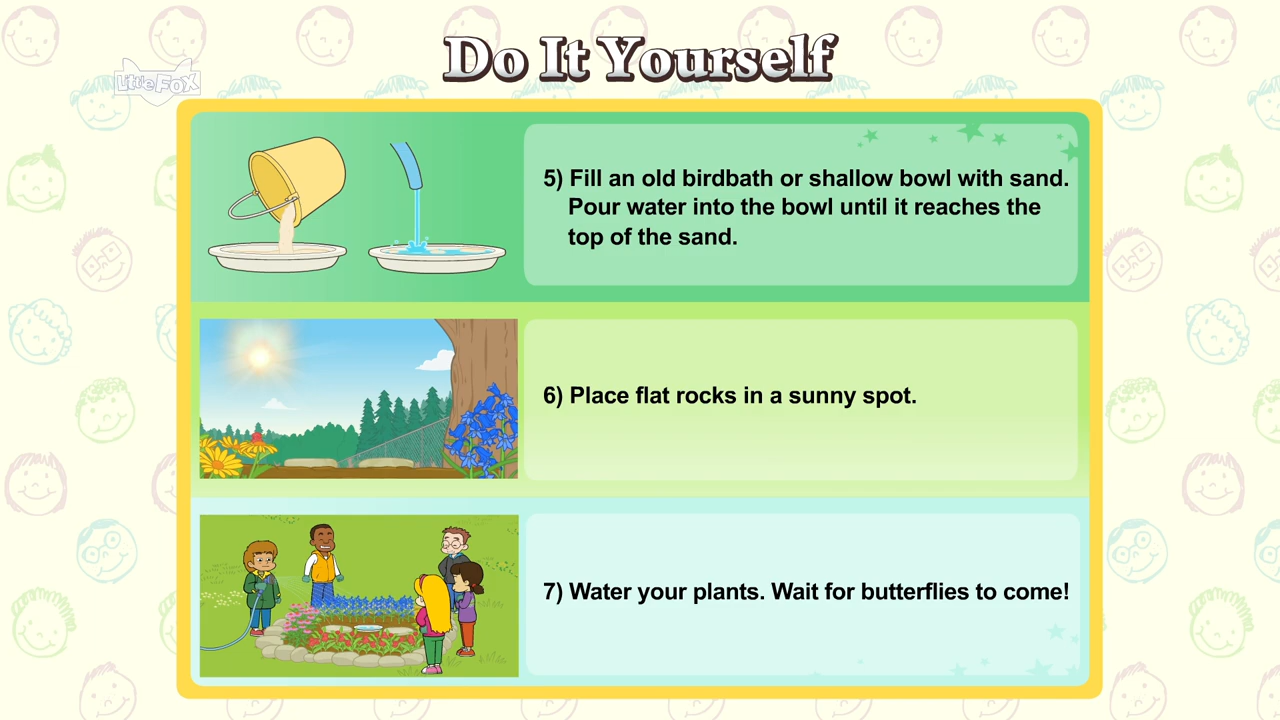 Do It Yourself
Little Fox
5) Fill an old birdbath or shallow bowl with sand.
Pour water into the bowl until it reaches the
top of the sand.
6) Place flat rocks in a sunny spot.
7) Water your plants. Wait for butterflies to come!